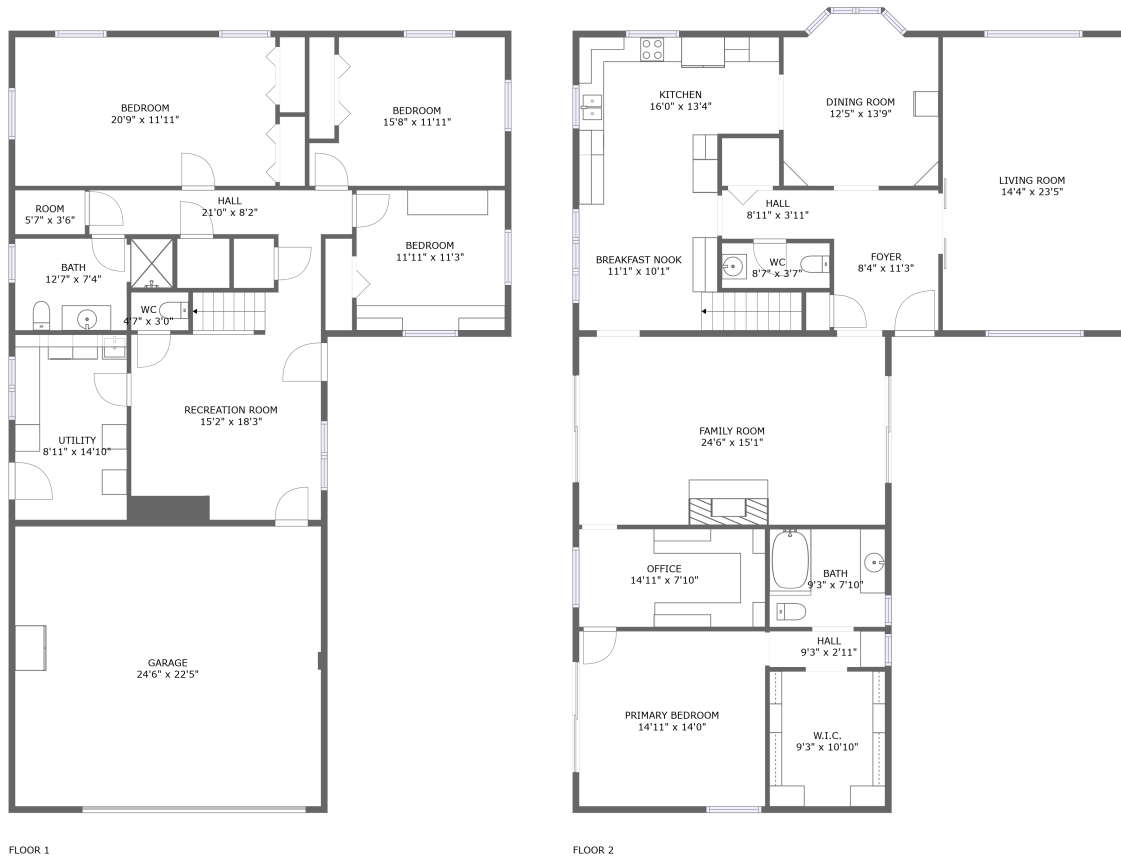 BEDROOM
20'9" x 11'11"
BEDROOM
15'8" x 11'11"
HALL
21'0" x 8'2"
ROOM
5'7" x 3'6"
BEDROOM
11'11" x 11'3"
BATH
12'7" x 7'4"
WC
4'7" x 3'0"
RECREATION ROOM
15'2" x 18'3"
UTILITY
8'11" x 14'10"
GARAGE
24'6" x 22'5"
FLOOR 1
KITCHEN
16'0" x 13'4"
DINING ROOM
12'5" x 13'9"
LIVING ROOM
14'4" x 23'5"
HALL
8'11" x 3'11"
BREAKFAST NOOK
11'1" x 10'1"
WC
8'7" x 3'7"
FOYER
8'4" x 11'3"
FAMILY ROOM
24'6" x 15'1"
OFFICE
14'11" x 7'10"
BATH
9'3" x 7'10"
HALL
9'3" x 2'11"
PRIMARY BEDROOM
14'11" x 14'0"
W.I.C.
9'3" x 10'10"
FLOOR 2